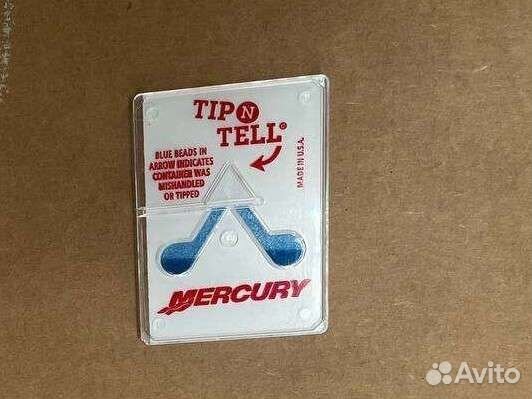 TIP N
TELL©
BLUE BEADS IN
ARROW INDICATES
CONTAINER WAS
MISHANDLED
OR TIPPED
MADE IN U.S.A.
MERCURY
Avito